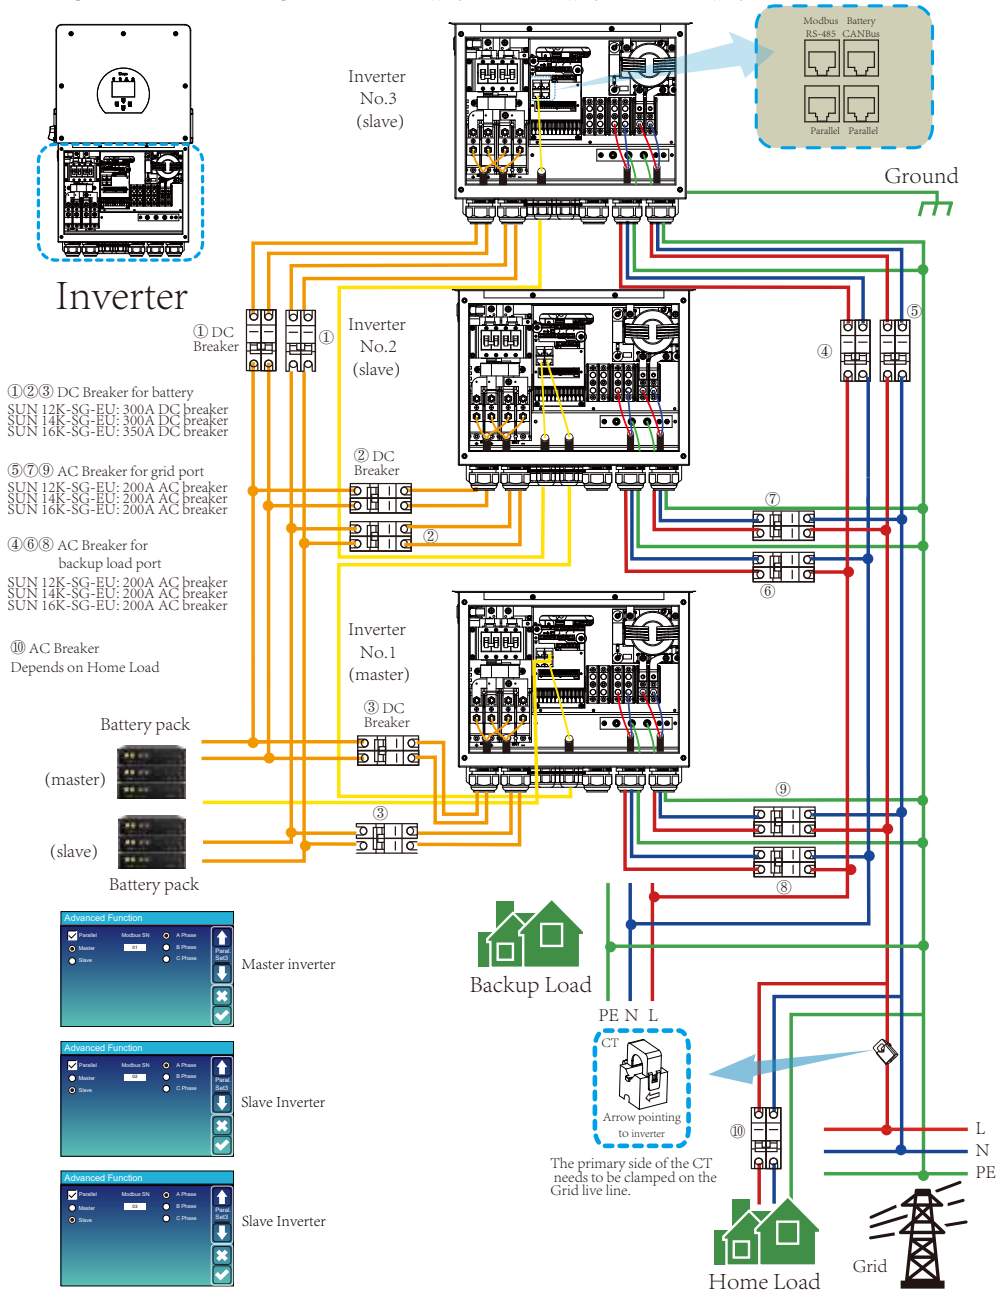 Inverter
No.3
(slave)
Modbus
RS-485
Battery
CANBus
Parallel
Parallel
Ground
Inverter
① DC
Breaker
①
Inverter
No.2
(slave)
④
⑤
①②③ DC Breaker for battery
SUN 12K-SG-EU: 300A DC breaker
SUN 14K-SG-EU: 300A DC breaker
SUN 16K-SG-EU: 350A DC breaker
② DC
Breaker
②
⑤⑦⑨ AC Breaker for grid port
SUN 12K-SG-EU: 200A AC breaker
SUN 14K-SG-EU: 200A AC breaker
SUN 16K-SG-EU: 200A AC breaker
⑦
⑥
④⑥⑧ AC Breaker for
backup load port
SUN 12K-SG-EU: 200A AC breaker
SUN 14K-SG-EU: 200A AC breaker
SUN 16K-SG-EU: 200A AC breaker
⑩ AC Breaker
Depends on Home Load
Inverter
No.1
(master)
③ DC
Breaker
③
⑨
⑧
Battery pack
(master)
(slave)
Battery pack
Advanced Function
Parallel
Master
Slave
Modbus SN
01
A Phase
B Phase
C Phase
Paral.
Set3
Master inverter
Advanced Function
Parallel
Master
Slave
Modbus SN
02
A Phase
B Phase
C Phase
Paral.
Set3
Slave Inverter
Advanced Function
Parallel
Master
Slave
Modbus SN
03
A Phase
B Phase
C Phase
Paral.
Set3
Slave Inverter
Backup Load
PE N L
CT
Arrow pointing
to inverter
The primary side of the CT
needs to be clamped on the
Grid live line.
⑩
Home Load
L
N
PE
Grid